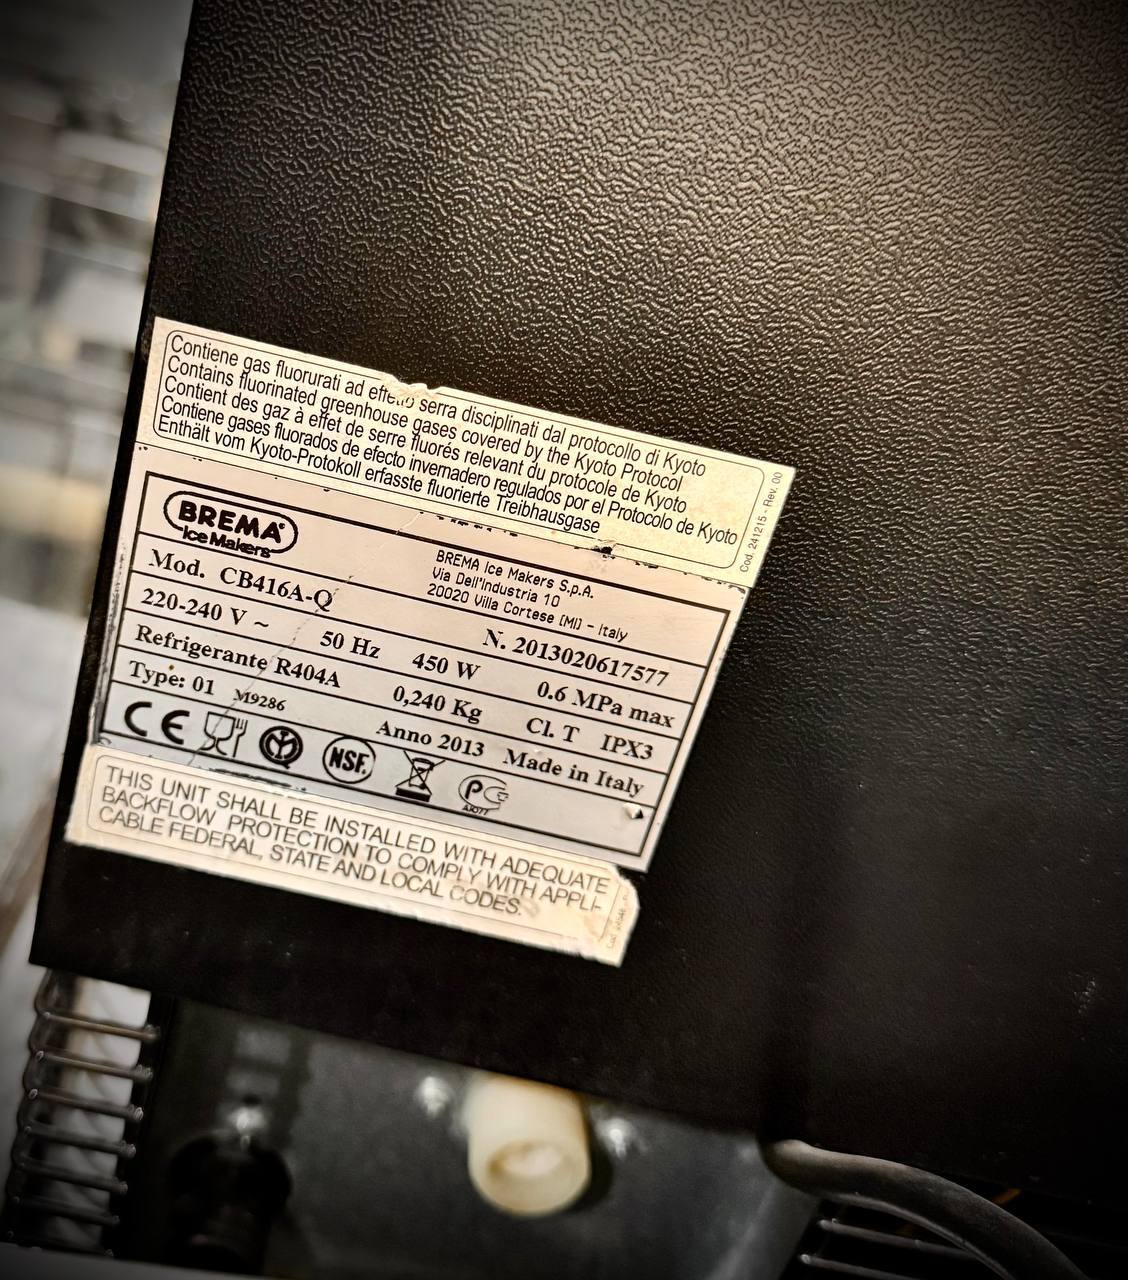 Contiene gas fluorurati ad effetto serra disciplinati dal protocollo di Kyoto
Contains fluorinated greenhouse gases covered by the Kyoto Protocol
Contient des gaz à effet de serre fluorés relevant du protocole de Kyoto
Contiene gases fluorados de efecto invernadero regulados por el Protocolo de Kyoto
Enthält vom Kyoto-Protokoll erfasste fluorierte Treibhausgase
Cod. 241215 - Rev. 00
BREMA®
Ice Makers
BREMA Ice Makers S.p.A.
Via Dell'Industria 10
20020 Villa Cortese (MI) - Italy
Mod. CB416A-Q N. 2013020617577
220-240 V ~ 50 Hz 450 W 0.6 MPa max
Refrigerante R404A 0,240 Kg Cl. T IPX3
Type: 01 M9286 Anno 2013 Made in Italy
CE NSF. PC
THIS UNIT SHALL BE INSTALLED WITH ADEQUATE
BACKFLOW PROTECTION TO COMPLY WITH APPLI-
CABLE FEDERAL, STATE AND LOCAL CODES.